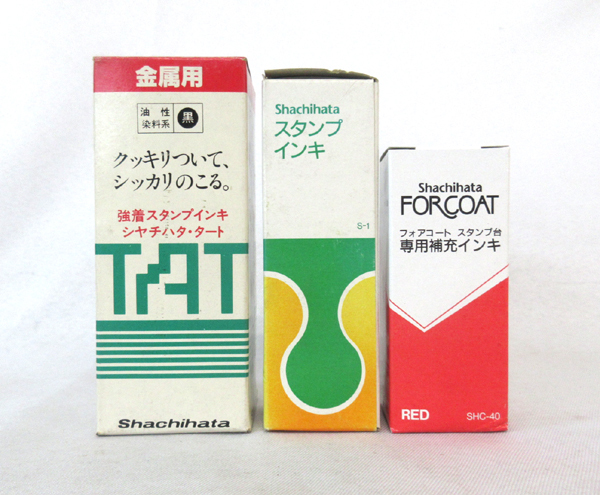 金属用
油性
染料系
黒
クッキリついて、
シッカリのこる。
強着スタンプインキ
シヤチハタ・タート
TAT
Shachihata
Shachihata
スタンプ
インキ
S-1
Shachihata
FORCOAT
フォアコート スタンプ台
専用補充インキ
RED
SHC-40